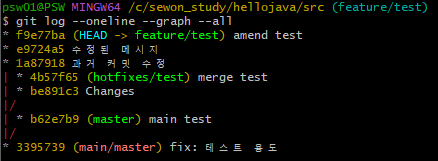 psw01@PSW MINGW64 /c/sewon_study/hellojava/src (feature/test)
$ git log --oneline --graph --all
* f9e77ba (HEAD -> feature/test) amend test
* e9724a5 수정된 메시지
* 1a87918 과거 커밋 수정
| * 4b57f65 (hotfixes/test) merge test
| * be891c3 Changes
|/
| * b62e7b9 (master) main test
|/
* 3395739 (main/master) fix: 테스트 용도